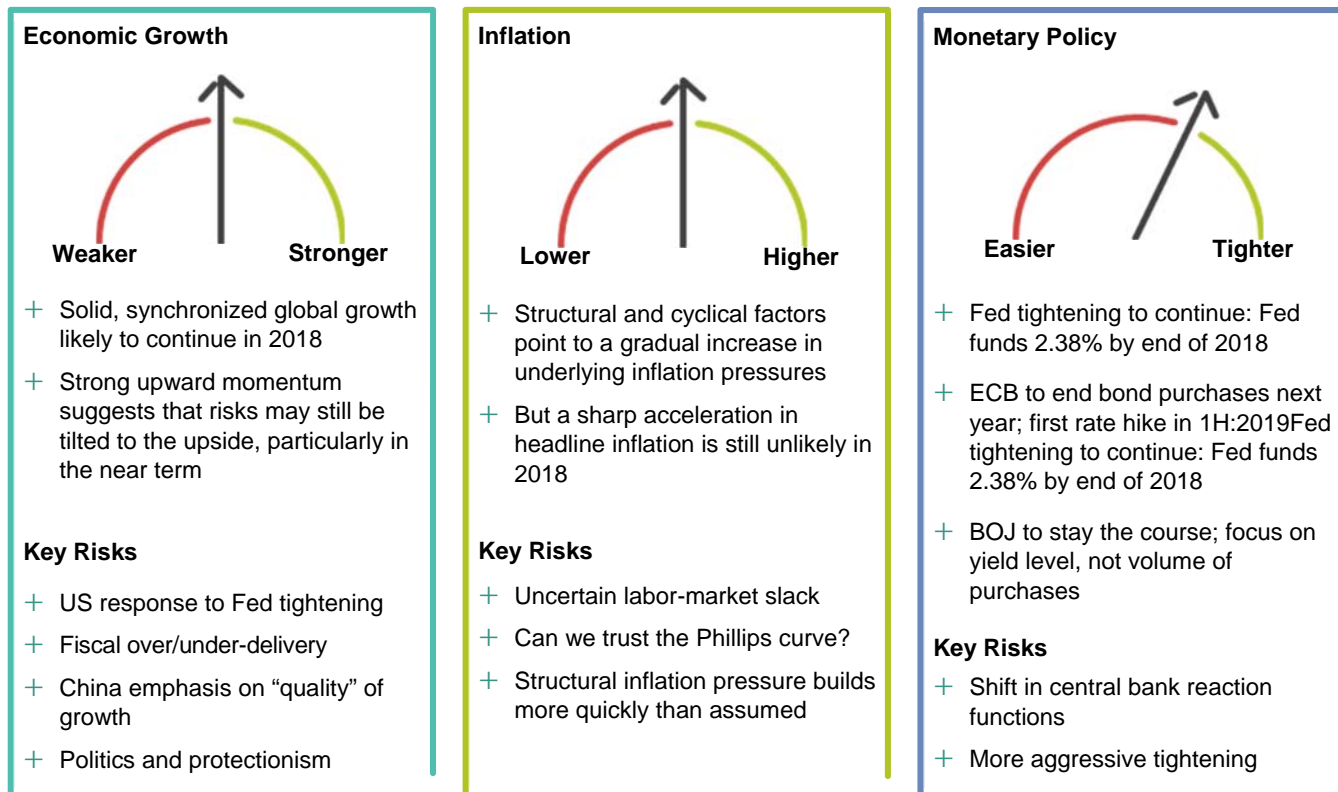 Economic Growth
Weaker
Stronger
+ Solid, synchronized global growth
likely to continue in 2018
+ Strong upward momentum
suggests that risks may still be
tilted to the upside, particularly in
the near term
Key Risks
+ US response to Fed tightening
+ Fiscal over/under-delivery
+ China emphasis on “quality” of
growth
+ Politics and protectionism
Inflation
Lower
Higher
+ Structural and cyclical factors
point to a gradual increase in
underlying inflation pressures
+ But a sharp acceleration in
headline inflation is still unlikely in
2018
Key Risks
+ Uncertain labor-market slack
+ Can we trust the Phillips curve?
+ Structural inflation pressure builds
more quickly than assumed
Monetary Policy
Easier
Tighter
+ Fed tightening to continue: Fed
funds 2.38% by end of 2018
+ ECB to end bond purchases next
year; first rate hike in 1H:2019Fed
tightening to continue: Fed funds
2.38% by end of 2018
+ BOJ to stay the course; focus on
yield level, not volume of
purchases
Key Risks
+ Shift in central bank reaction
functions
+ More aggressive tightening